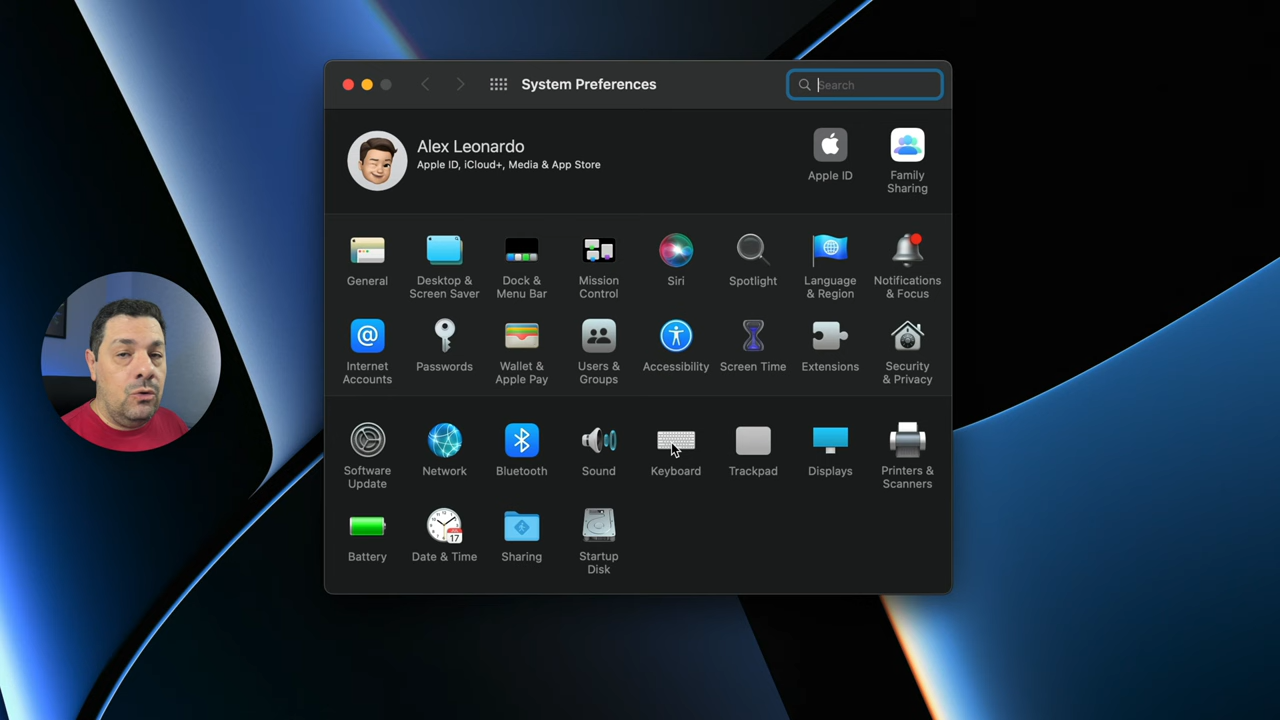 System Preferences
Search
Alex Leonardo
Apple ID, iCloud+, Media & App Store
Apple ID
Family
Sharing
General
Desktop &
Screen Saver
Dock &
Menu Bar
Mission
Control
Siri
Spotlight
Language
& Region
Notifications
& Focus
Internet
Accounts
Passwords
Wallet &
Apple Pay
Users &
Groups
Accessibility
Screen Time
Extensions
Security
& Privacy
Software
Update
Network
Bluetooth
Sound
Keyboard
Trackpad
Displays
Printers &
Scanners
Battery
17
Date & Time
Sharing
Startup
Disk